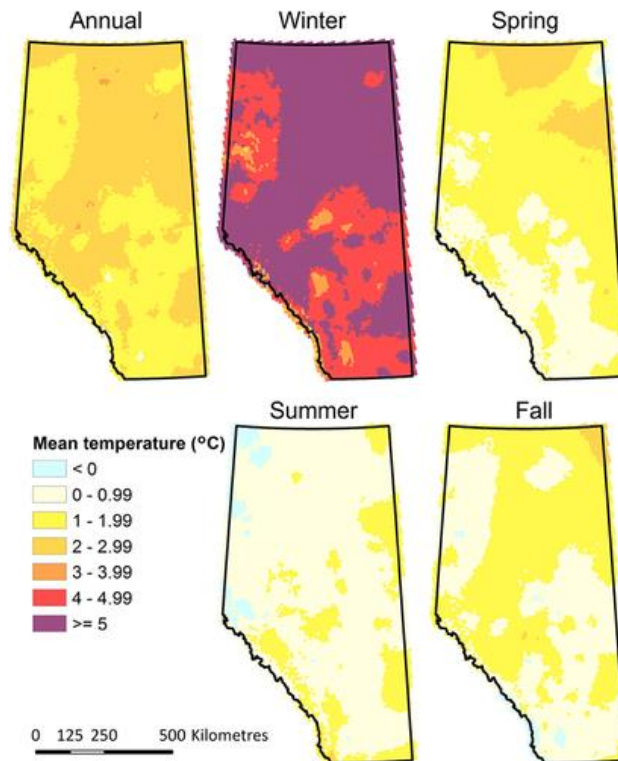 Annual
Winter
Spring
Summer
Fall
Mean temperature (°C)
< 0
0 - 0.99
1 - 1.99
2 - 2.99
3 - 3.99
4 - 4.99
>= 5
0 125 250 500 Kilometres